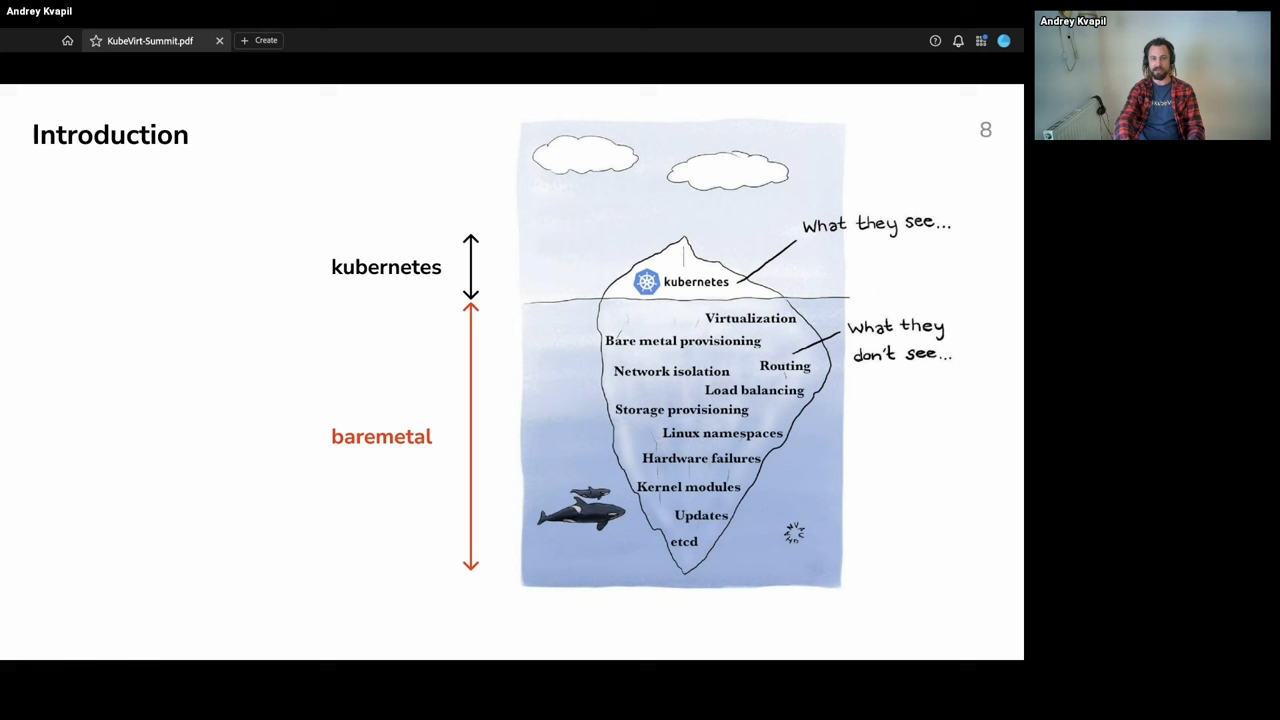 Andrey Kvapil
KubeVirt-Summit.pdf
Create
Andrey Kvapil
Introduction
8
What they see...
kubernetes
kubernetes
Virtualization
What they
don't see...
Bare metal provisioning
Routing
Network isolation
Load balancing
Storage provisioning
baremetal
Linux namespaces
Hardware failures
Kernel modules
Updates
etcd